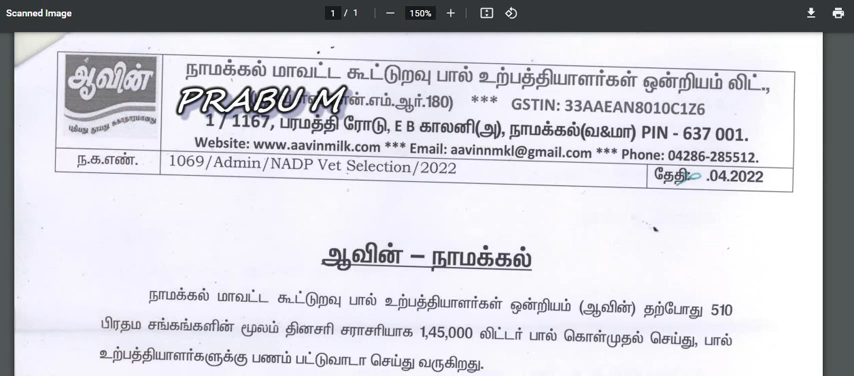 Scanned Image
1 / 1
150%
ஆவின்
நாமக்கல் மாவட்ட கூட்டுறவு பால் உற்பத்தியாளர்கள் ஒன்றியம் லிட்.,
PRABU M
ன்.எம்.ஆர்.180) *** GSTIN: 33AAEAN8010C1Z6
1 / 1167, பரமத்தி ரோடு, E B காலனி(அ), நாமக்கல்(வ&மா) PIN - 637 001.
Website: www.aavinmilk.com *** Email: aavinnmkl@gmail.com *** Phone: 04286-285512.
ந.க.எண். 1069/Admin/NADP Vet Selection/2022 தேதி: .04.2022
ஆவின் – நாமக்கல்
நாமக்கல் மாவட்ட கூட்டுறவு பால் உற்பத்தியாளர்கள் ஒன்றியம் (ஆவின்) தற்போது 510
பிரதம சங்கங்களின் மூலம் தினசரி சராசரியாக 1,45,000 லிட்டர் பால் கொள்முதல் செய்து, பால்
உற்பத்தியாளர்களுக்கு பணம் பட்டுவாடா செய்து வருகிறது.